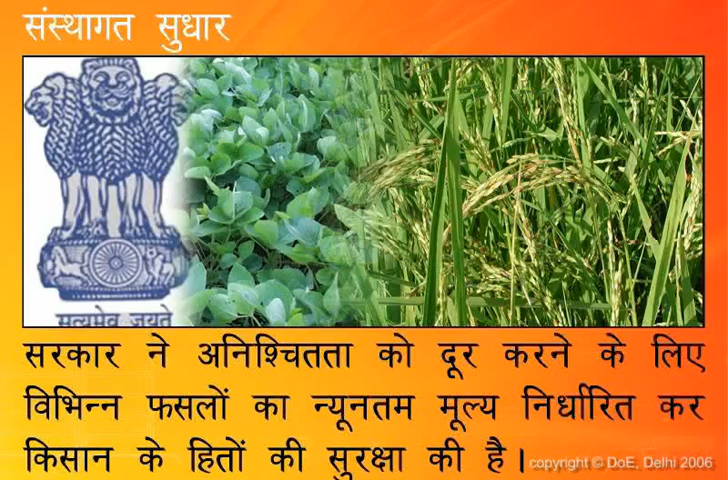 संस्थागत सुधार
सत्यमेव जयते
सरकार ने अनिश्चितता को दूर करने के लिए
विभिन्न फसलों का न्यूनतम मूल्य निर्धारित कर
किसान के हितों की सुरक्षा की है।
copyright © DoE, Delhi 2006